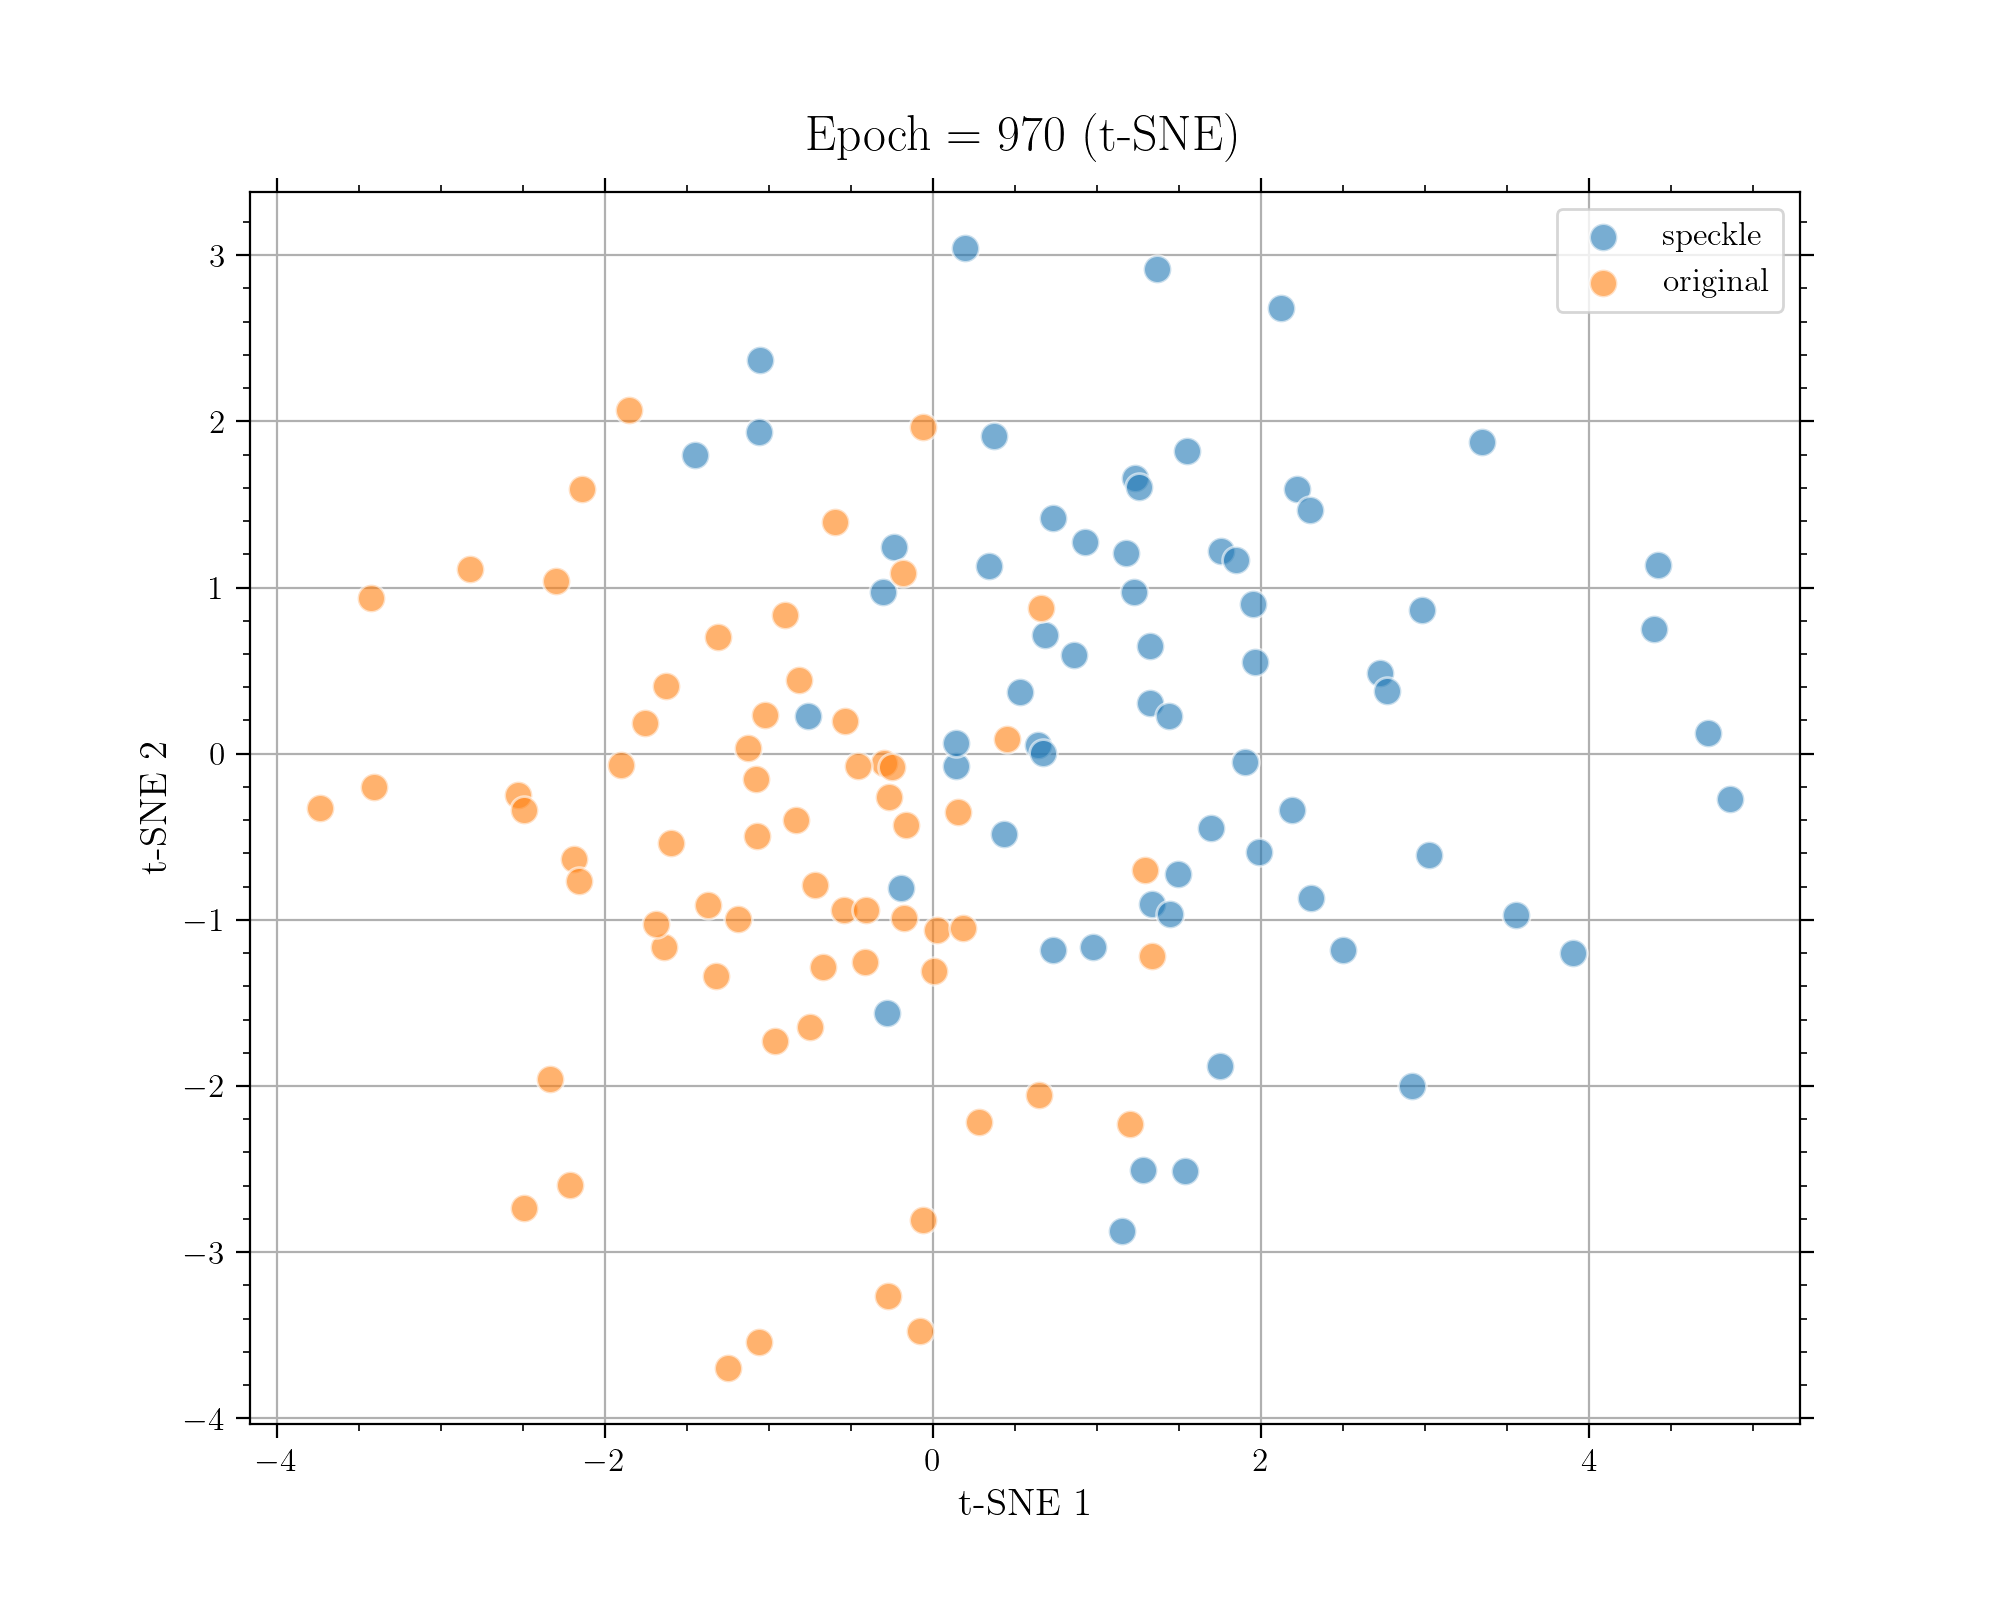 Epoch = 970 (t-SNE)
speckle
original
3
2
1
0
−1
−2
−3
−4
t-SNE 2
−4
−2
0
2
4
t-SNE 1